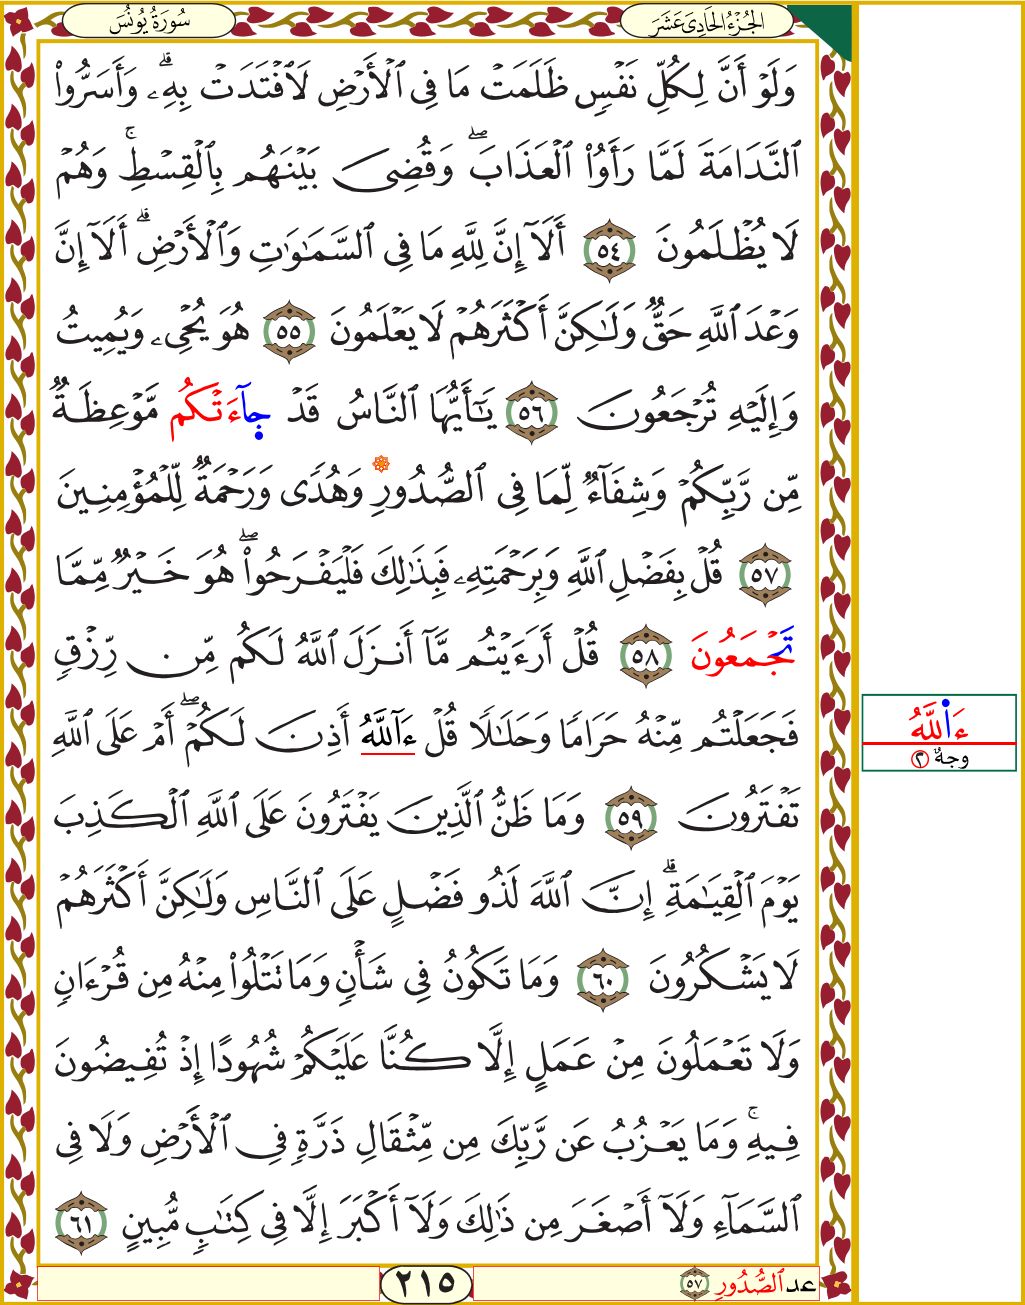 الجُزْءُ الحَادِىَ عَشَرَ
سُورَةُ يُونُسَ
وَلَوۡ أَنَّ لِكُلِّ نَفۡسٖ ظَلَمَتۡ مَا فِي ٱلۡأَرۡضِ لَٱفۡتَدَتۡ بِهِۦۗ وَأَسَرُّواْ
ٱلنَّدَامَةَ لَمَّا رَأَوُاْ ٱلۡعَذَابَۖ وَقُضِيَ بَيۡنَهُم بِٱلۡقِسۡطِۚ وَهُمۡ
لَا يُظۡلَمُونَ ٥٤ أَلَآ إِنَّ لِلَّهِ مَا فِي ٱلسَّمَٰوَٰتِ وَٱلۡأَرۡضِۗ أَلَآ إِنَّ
وَعۡدَ ٱللَّهِ حَقّٞ وَلَٰكِنَّ أَكۡثَرَهُمۡ لَا يَعۡلَمُونَ ٥٥ هُوَ يُحۡيِۦ وَيُمِيتُ
وَإِلَيۡهِ تُرۡجَعُونَ ٥٦ يَٰٓأَيُّهَا ٱلنَّاسُ قَدۡ جآءَتۡكُم مَّوۡعِظَةٞ
مِّن رَّبِّكُمۡ وَشِفَآءٞ لِّمَا فِي ٱلصُّدُورِ وَهُدٗى وَرَحۡمَةٞ لِّلۡمُؤۡمِنِينَ
٥٧ قُلۡ بِفَضۡلِ ٱللَّهِ وَبِرَحۡمَتِهِۦ فَبِذَٰلِكَ فَلۡيَفۡرَحُواْۖ هُوَ خَيۡرٞ مِّمَّا
تَجۡمَعُونَ ٥٨ قُلۡ أَرَءَيۡتُم مَّآ أَنزَلَ ٱللَّهُ لَكُم مِّن رِّزۡقٖ
فَجَعَلۡتُم مِّنۡهُ حَرَامٗا وَحَلَٰلٗا قُلۡ ءَآللَّهُ أَذِنَ لَكُمۡۖ أَمۡ عَلَى ٱللَّهِ
تَفۡتَرُونَ ٥٩ وَمَا ظَنُّ ٱلَّذِينَ يَفۡتَرُونَ عَلَى ٱللَّهِ ٱلۡكَذِبَ
يَوۡمَ ٱلۡقِيَٰمَةِۗ إِنَّ ٱللَّهَ لَذُو فَضۡلٍ عَلَى ٱلنَّاسِ وَلَٰكِنَّ أَكۡثَرَهُمۡ
لَا يَشۡكُرُونَ ٦٠ وَمَا تَكُونُ فِي شَأۡنٖ وَمَا تَتۡلُواْ مِنۡهُ مِن قُرۡءَانٖ
وَلَا تَعۡمَلُونَ مِنۡ عَمَلٍ إِلَّا كُنَّا عَلَيۡكُمۡ شُهُودًا إِذۡ تُفِيضُونَ
فِيهِۚ وَمَا يَعۡزُبُ عَن رَّبِّكَ مِن مِّثۡقَالِ ذَرَّةٖ فِي ٱلۡأَرۡضِ وَلَا فِي
ٱلسَّمَآءِ وَلَآ أَصۡغَرَ مِن ذَٰلِكَ وَلَآ أَكۡبَرَ إِلَّا فِي كِتَٰبٖ مُّبِينٍ ٦١
ءَاللَّهُ
وجهٌ ٢
عد ٱلصُّدُورِ ٥٧
٢١٥